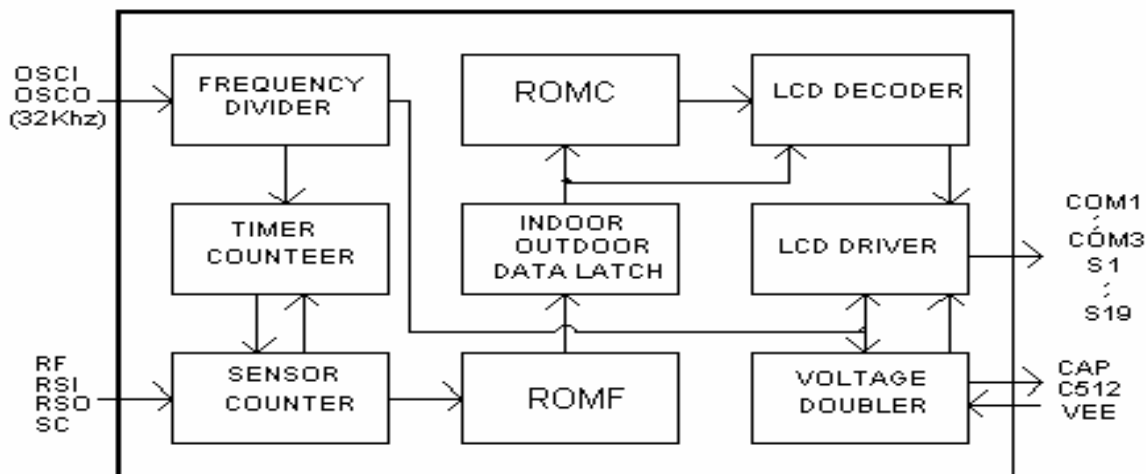 OSCI
OSCO
(32Khz)
FREQUENCY
DIVIDER
ROMC
LCD DECODER
TIMER
COUNTEER
INDOOR
OUTDOOR
DATA LATCH
LCD DRIVER
COM1
COM3
S1
S19
RF
RSI
RSO
SC
SENSOR
COUNTER
ROMF
VOLTAGE
DOUBLER
CAP
C512
VEE